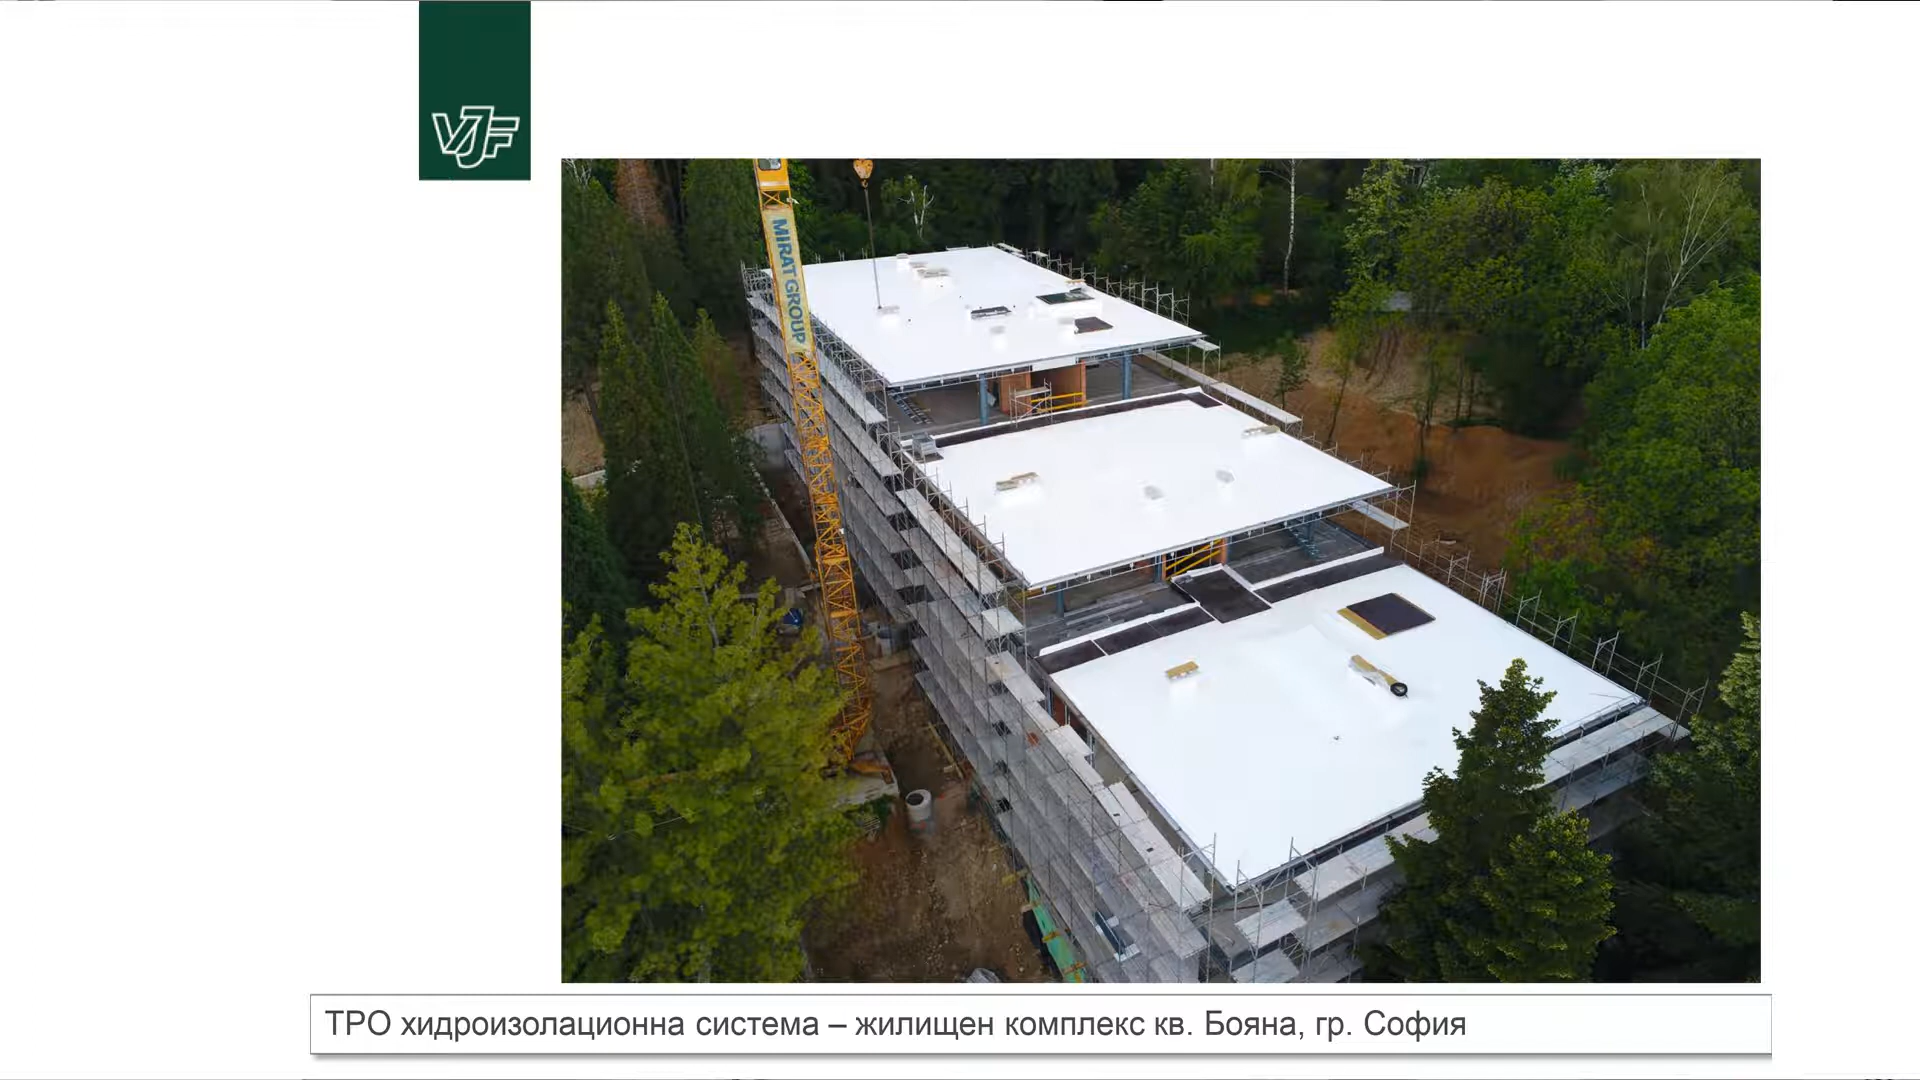 VJF
MIRAT GROUP
ТРО хидроизолационна система – жилищен комплекс кв. Бояна, гр. София